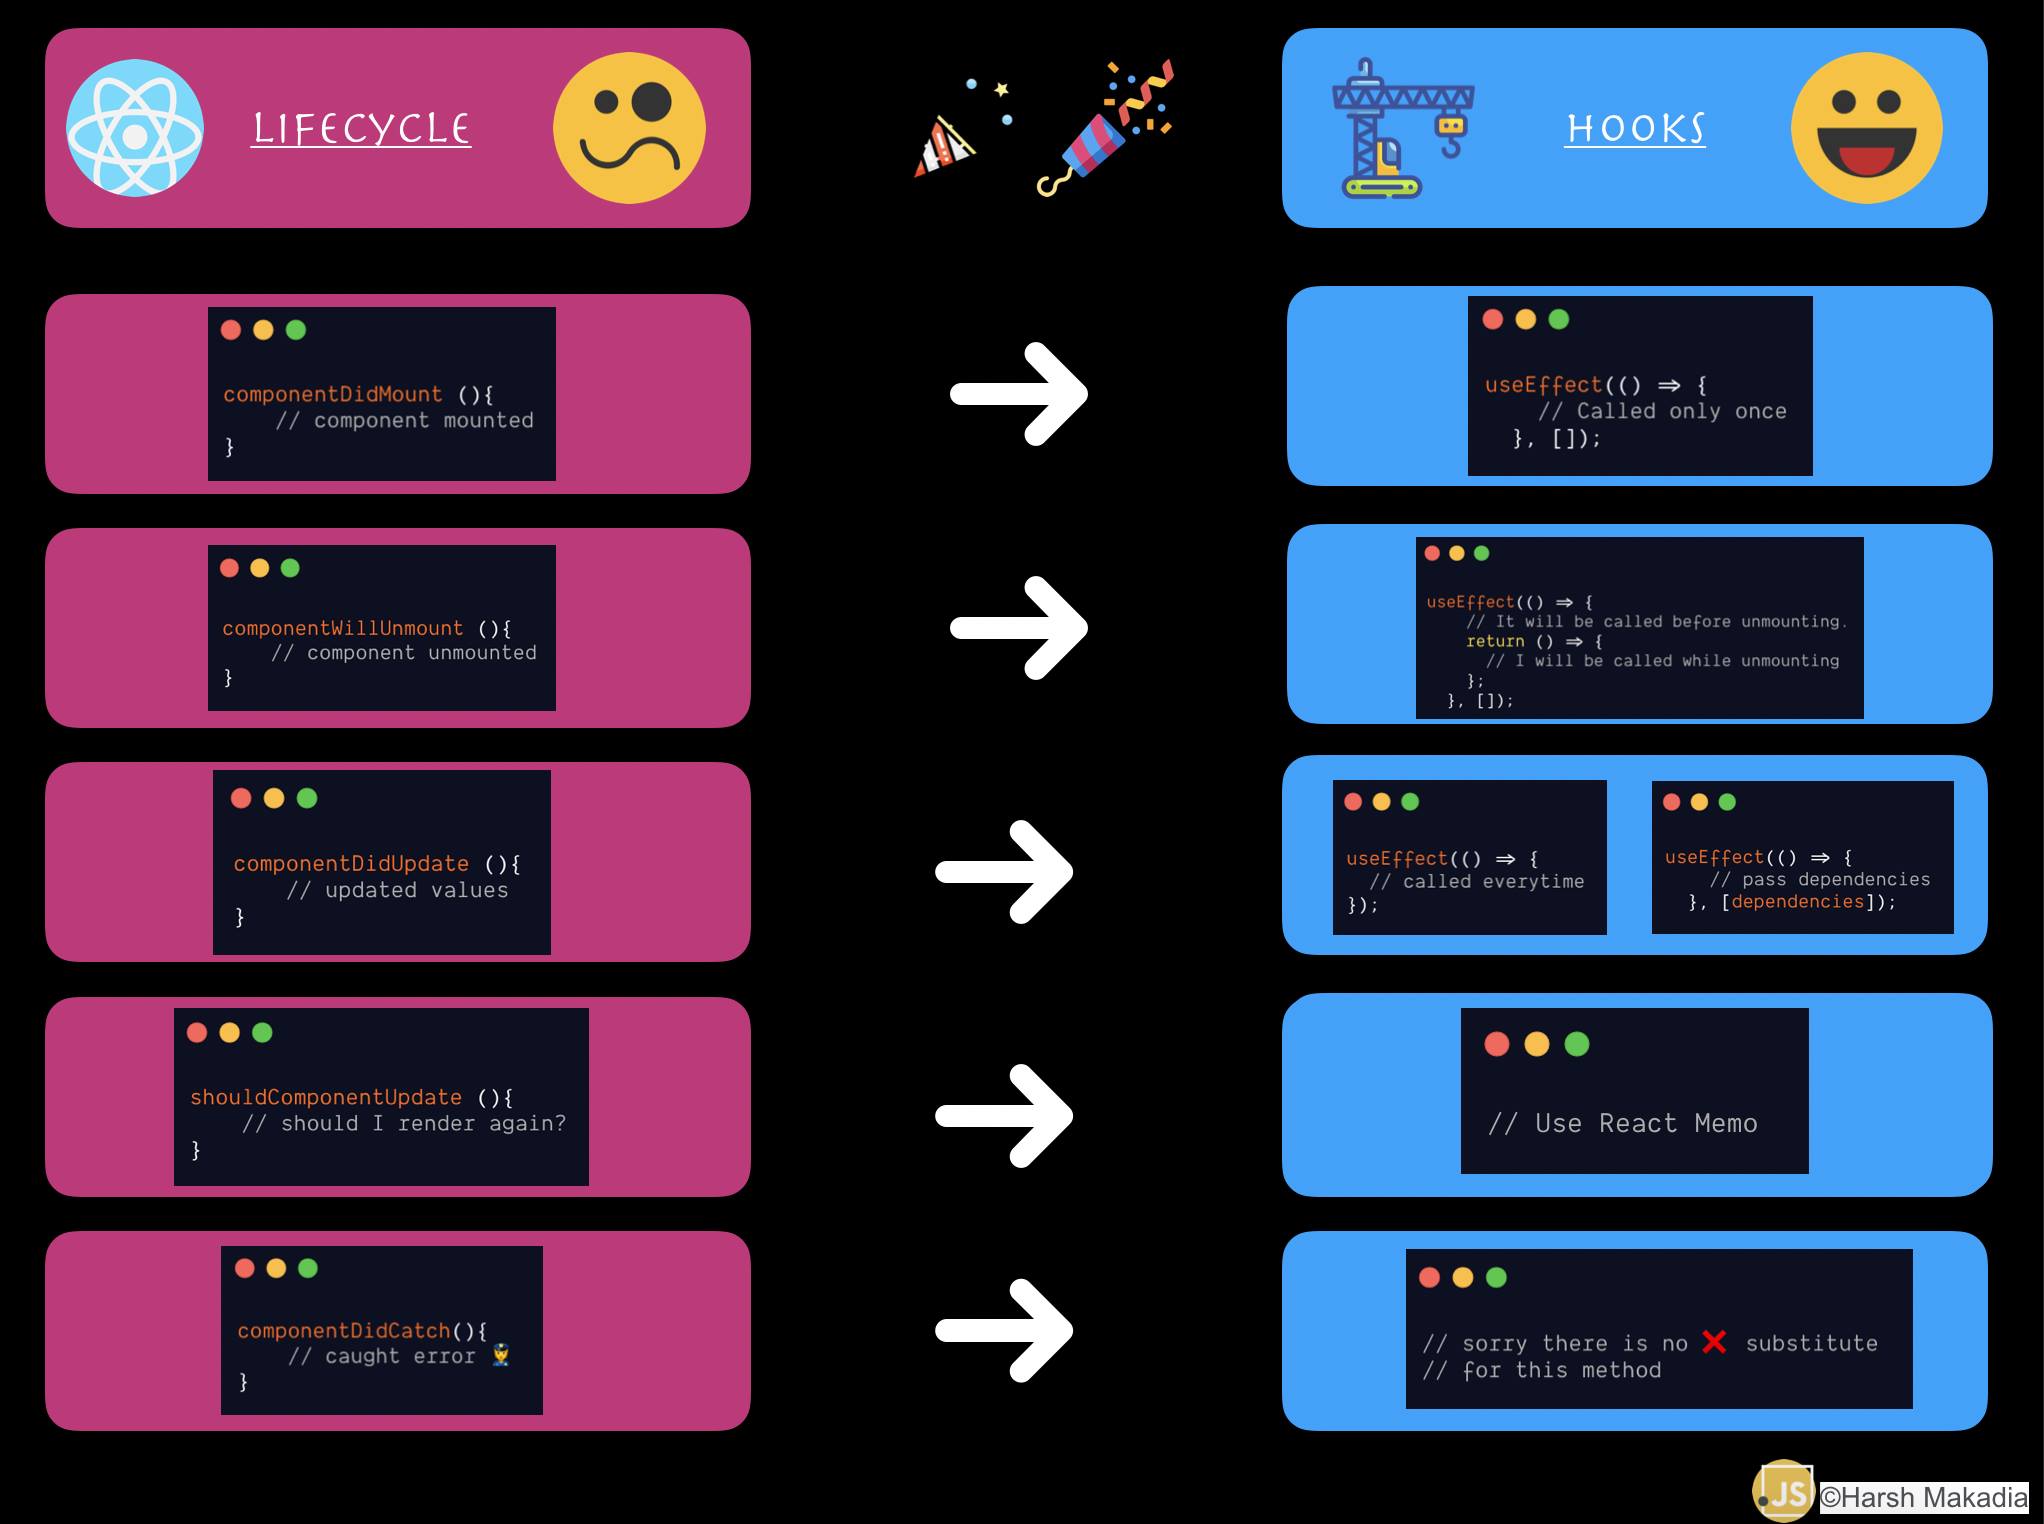 LIFECYCLE
HOOKS
componentDidMount (){
// component mounted
}
useEffect(() ⇒ {
// Called only once
}, []);
componentWillUnmount (){
// component unmounted
}
useEffect(() ⇒ {
// It will be called before unmounting.
return () ⇒ {
// I will be called while unmounting
};
}, []);
componentDidUpdate (){
// updated values
}
useEffect(() ⇒ {
// called everytime
});
useEffect(() ⇒ {
// pass dependencies
}, [dependencies]);
shouldComponentUpdate (){
// should I render again?
}
// Use React Memo
componentDidCatch(){
// caught error 👮
}
// sorry there is no ❌ substitute
// for this method
.JS
©Harsh Makadia